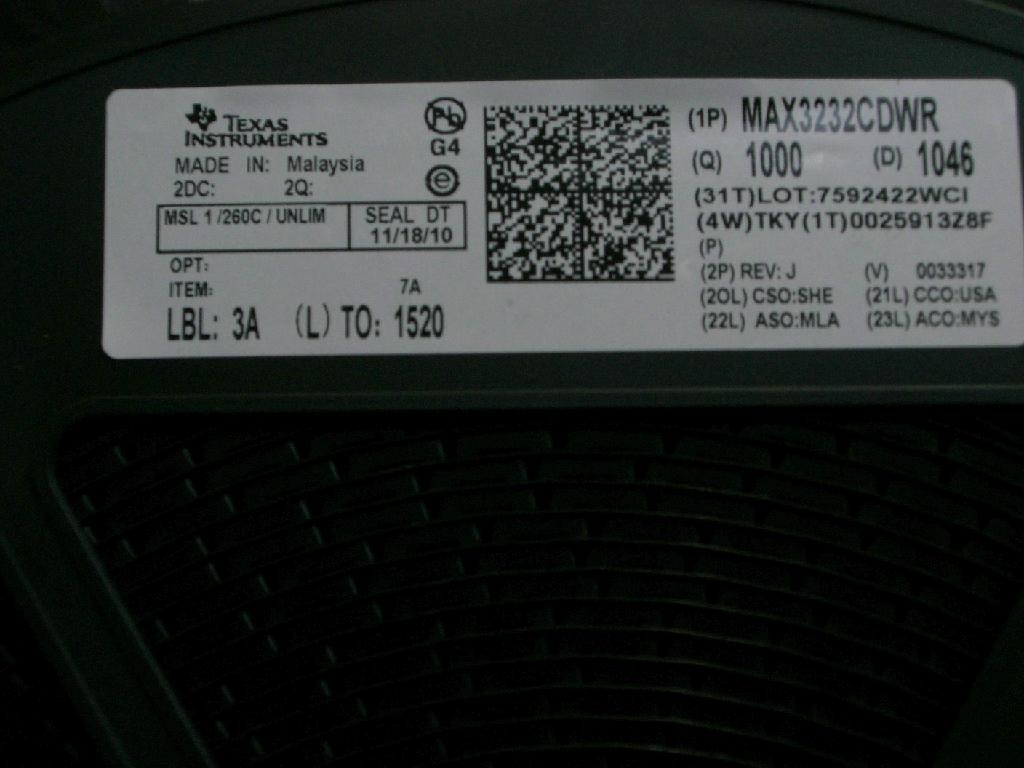 TEXAS INSTRUMENTS
MADE IN: Malaysia
2DC: 2Q:
MSL 1 /260C / UNLIM
SEAL DT
11/18/10
OPT:
ITEM: 7A
LBL: 3A (L) TO: 1520
Pb
G4
e
(1P) MAX3232CDWR
(Q) 1000 (D) 1046
(31T)LOT:7592422WCI
(4W)TKY(1T)0025913Z8F
(P)
(2P) REV: J (V) 0033317
(20L) CSO:SHE (21L) CCO:USA
(22L) ASO:MLA (23L) ACO:MYS